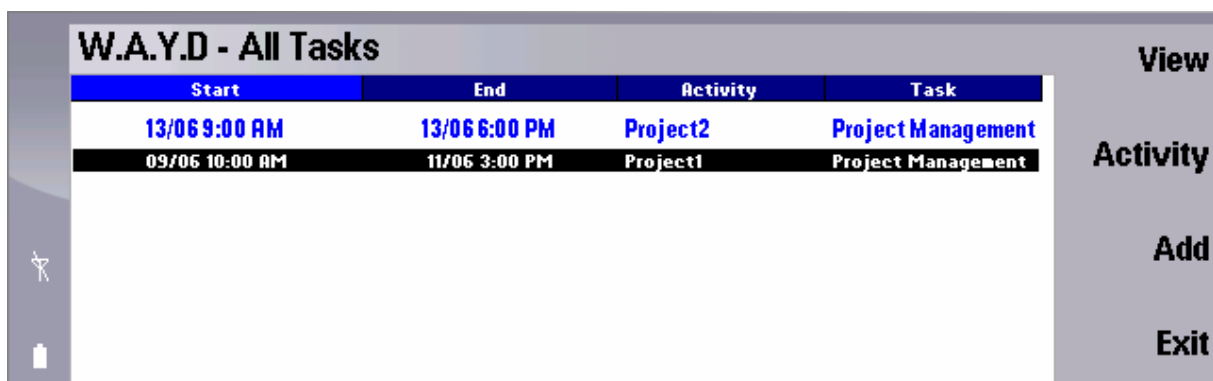 W.A.Y.D - All Tasks
Start End Activity Task
13/06 9:00 AM 13/06 6:00 PM Project2 Project Management
09/06 10:00 AM 11/06 3:00 PM Project1 Project Management
View
Activity
Add
Exit